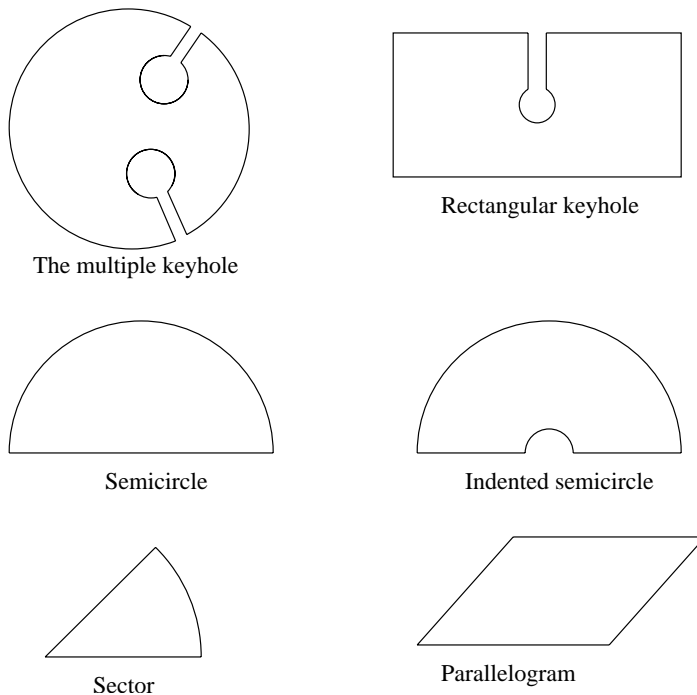 The multiple keyhole
Rectangular keyhole
Semicircle
Indented semicircle
Sector
Parallelogram